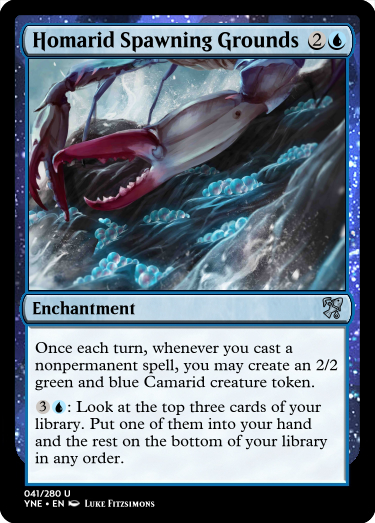 Homarid Spawning Grounds 2
Enchantment
Once each turn, whenever you cast a
nonpermanent spell, you may create an 2/2
green and blue Camarid creature token.
3 : Look at the top three cards of your
library. Put one of them into your hand
and the rest on the bottom of your library
in any order.
041/280 U
YNE • EN Luke Fitzsimons